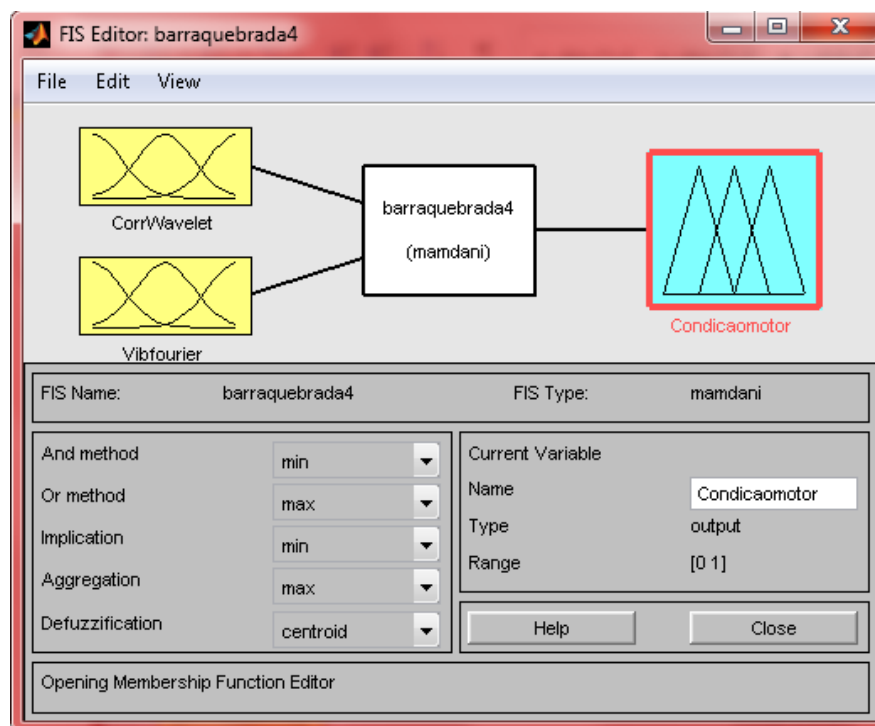 FIS Editor: barraquebrada4
File Edit View
CorrWavelet
barraquebrada4
(mamdani)
Vibfourier
Condicaomotor
FIS Name: barraquebrada4 FIS Type: mamdani
And method min
Or method max
Implication min
Aggregation max
Defuzzification centroid
Current Variable
Name Condicaomotor
Type output
Range [0 1]
Help Close
Opening Membership Function Editor